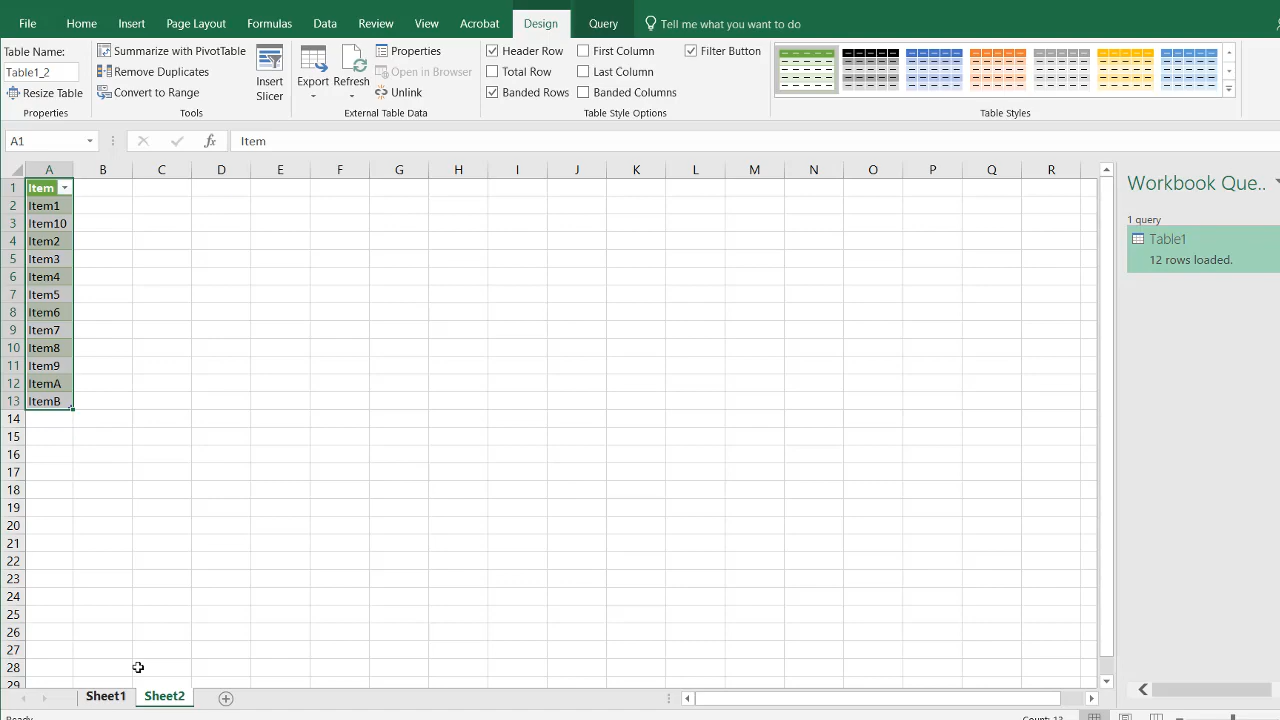 File Home Insert Page Layout Formulas Data Review View Acrobat Design Query Tell me what you want to do
Table Name:
Table1_2
Resize Table
Properties
Summarize with PivotTable
Remove Duplicates
Convert to Range
Tools
Insert
Slicer
Export
Refresh
Properties
Open in Browser
Unlink
External Table Data
Header Row
Total Row
Banded Rows
First Column
Last Column
Banded Columns
Filter Button
Table Style Options
Table Styles
A1
fx
Item
A B C D E F G H I J K L M N O P Q R
1 Item
2 Item1
3 Item10
4 Item2
5 Item3
6 Item4
7 Item5
8 Item6
9 Item7
10 Item8
11 Item9
12 ItemA
13 ItemB
14
15
16
17
18
19
20
21
22
23
24
25
26
27
28
29
Workbook Que..
1 query
Table1
12 rows loaded.
Sheet1 Sheet2
Ready
Count: 13